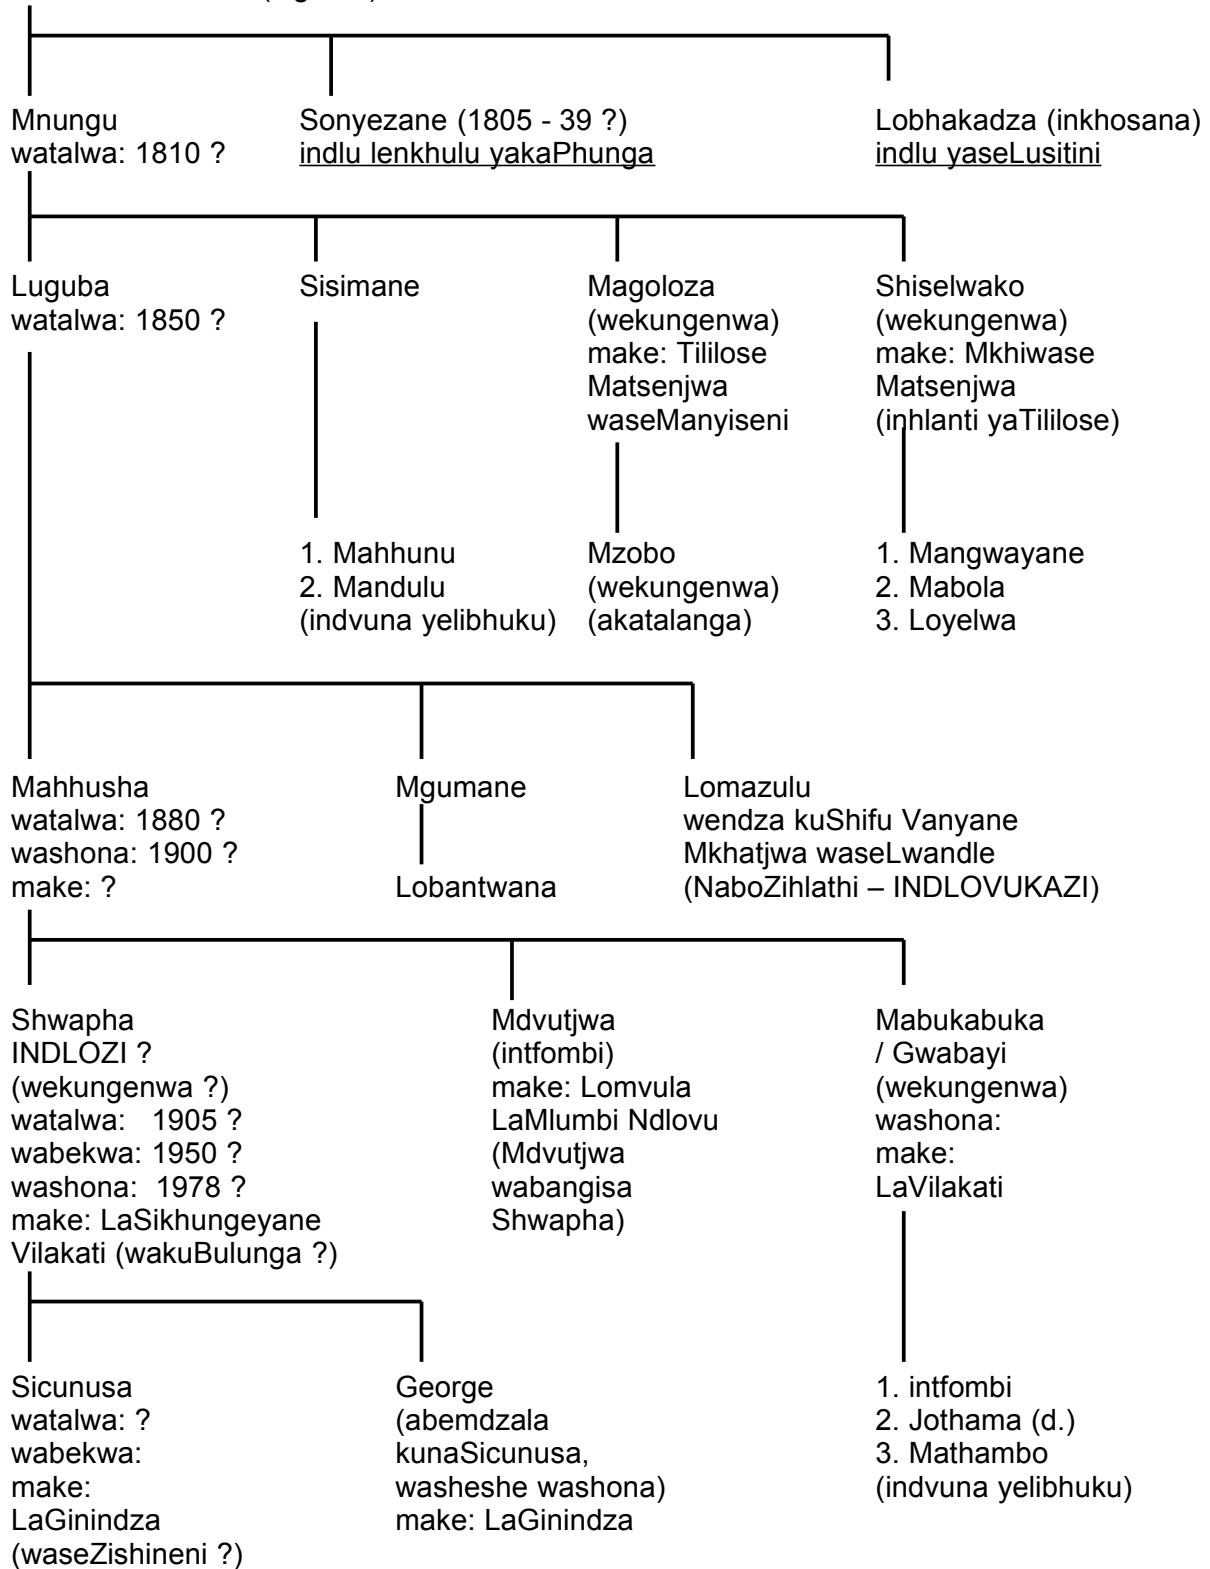 Mnungu
watalwa: 1810 ?
Sonyezane (1805 - 39 ?)
indlu lenkhulu yakaPhunga
Lobhakadza (inkhosana)
indlu yaseLusitini
Luguba
watalwa: 1850 ?
Sisimane
Magoloza
(wekungenwa)
make: Tililose
Matsenjwa
waseManyiseni
Shiselwako
(wekungenwa)
make: Mkhiwase
Matsenjwa
(inhlanti yaTililose)
1. Mahhunu
2. Mandulu
(indvuna yelibhuku)
Mzobo
(wekungenwa)
(akatalanga)
1. Mangwayane
2. Mabola
3. Loyelwa
Mahhusha
watalwa: 1880 ?
washona: 1900 ?
make: ?
Mgumane
Lobantwana
Lomazulu
wendza kuShifu Vanyane
Mkhatjwa waseLwandle
(NaboZihlathi – INDLOVUKAZI)
Shwapha
INDLOZI ?
(wekungenwa ?)
watalwa: 1905 ?
wabekwa: 1950 ?
washona: 1978 ?
make: LaSikhungeyane
Vilakati (wakuBulunga ?)
Mdvutjwa
(intfombi)
make: Lomvula
LaMlumbi Ndlovu
(Mdvutjwa
wabangisa
Shwapha)
Mabukabuka
/ Gwabayi
(wekungenwa)
washona:
make:
LaVilakati
Sicunusa
watalwa: ?
wabekwa:
make:
LaGinindza
(waseZishineni ?)
George
(abemdzala
kunaSicunusa,
washeshe washona)
make: LaGinindza
1. intfombi
2. Jothama (d.)
3. Mathambo
(indvuna yelibhuku)